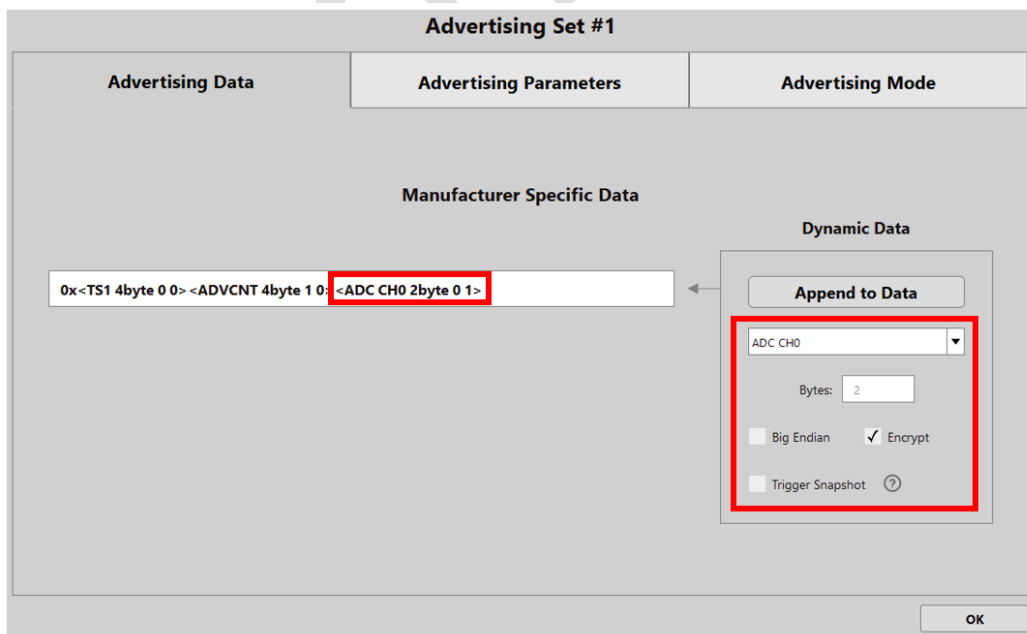 Advertising Set #1
Advertising Data
Advertising Parameters
Advertising Mode
Manufacturer Specific Data
Dynamic Data
0x<TS1 4byte 0 0><ADVCNT 4byte 1 0><ADC CH0 2byte 0 1>
Append to Data
ADC CH0
Bytes: 2
Big Endian ✓ Encrypt
Trigger Snapshot ?
OK